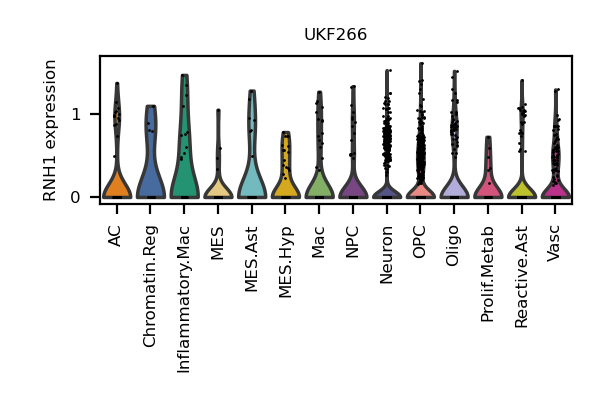 UKF266
RNH1 expression
1
0
AC
Chromatin.Reg
Inflammatory.Mac
MES
MES.Ast
MES.Hyp
Mac
NPC
Neuron
OPC
Oligo
Prolif.Metab
Reactive.Ast
Vasc